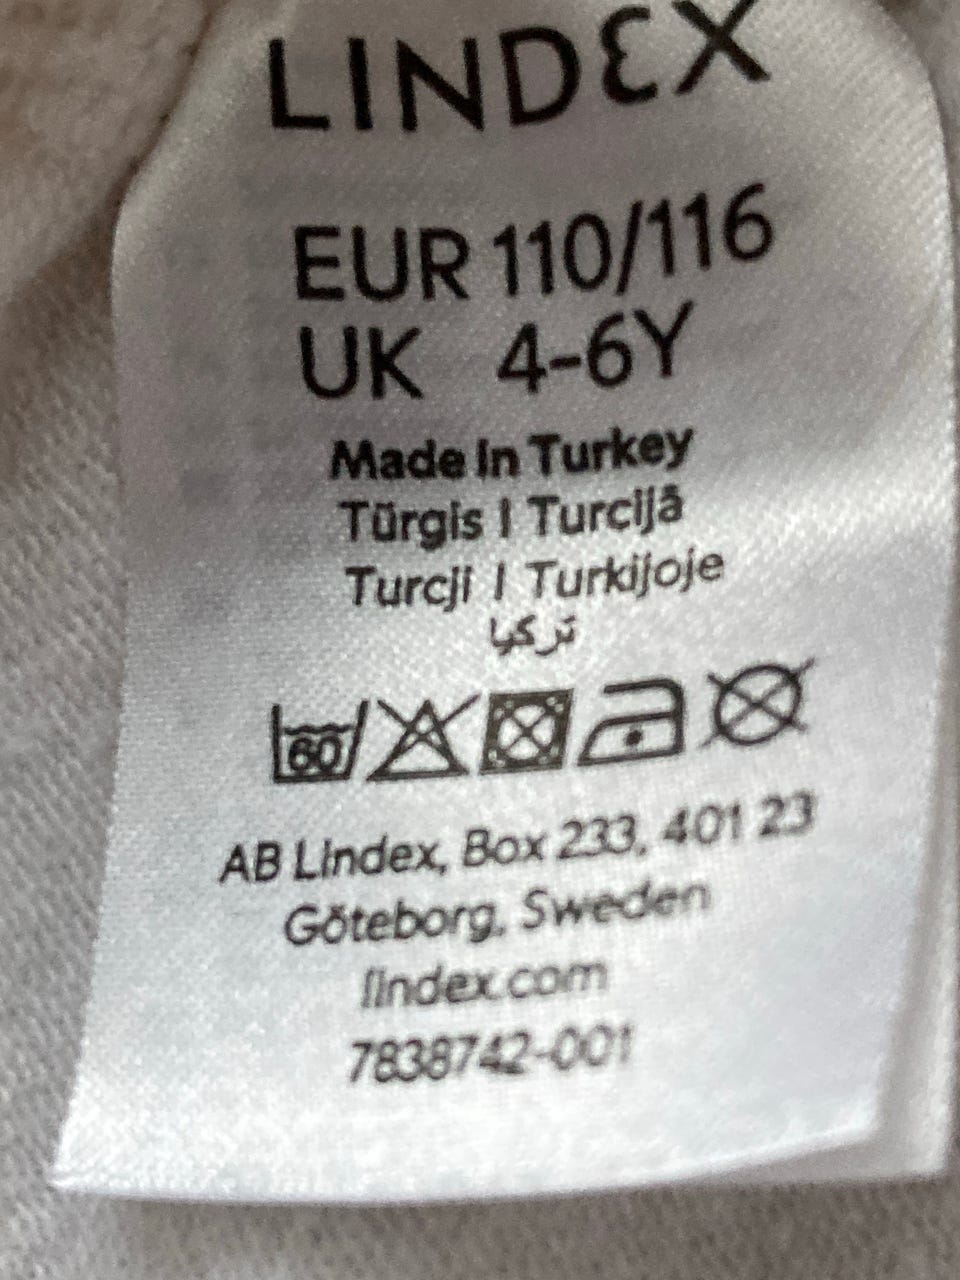 LINDEX
EUR 110/116
UK 4-6Y
Made in Turkey
Türgis | Turcijā
Turcji | Turkijoje
تركيا
60
AB Lindex, Box 233, 401 23
Göteborg, Sweden
lindex.com
7838742-001